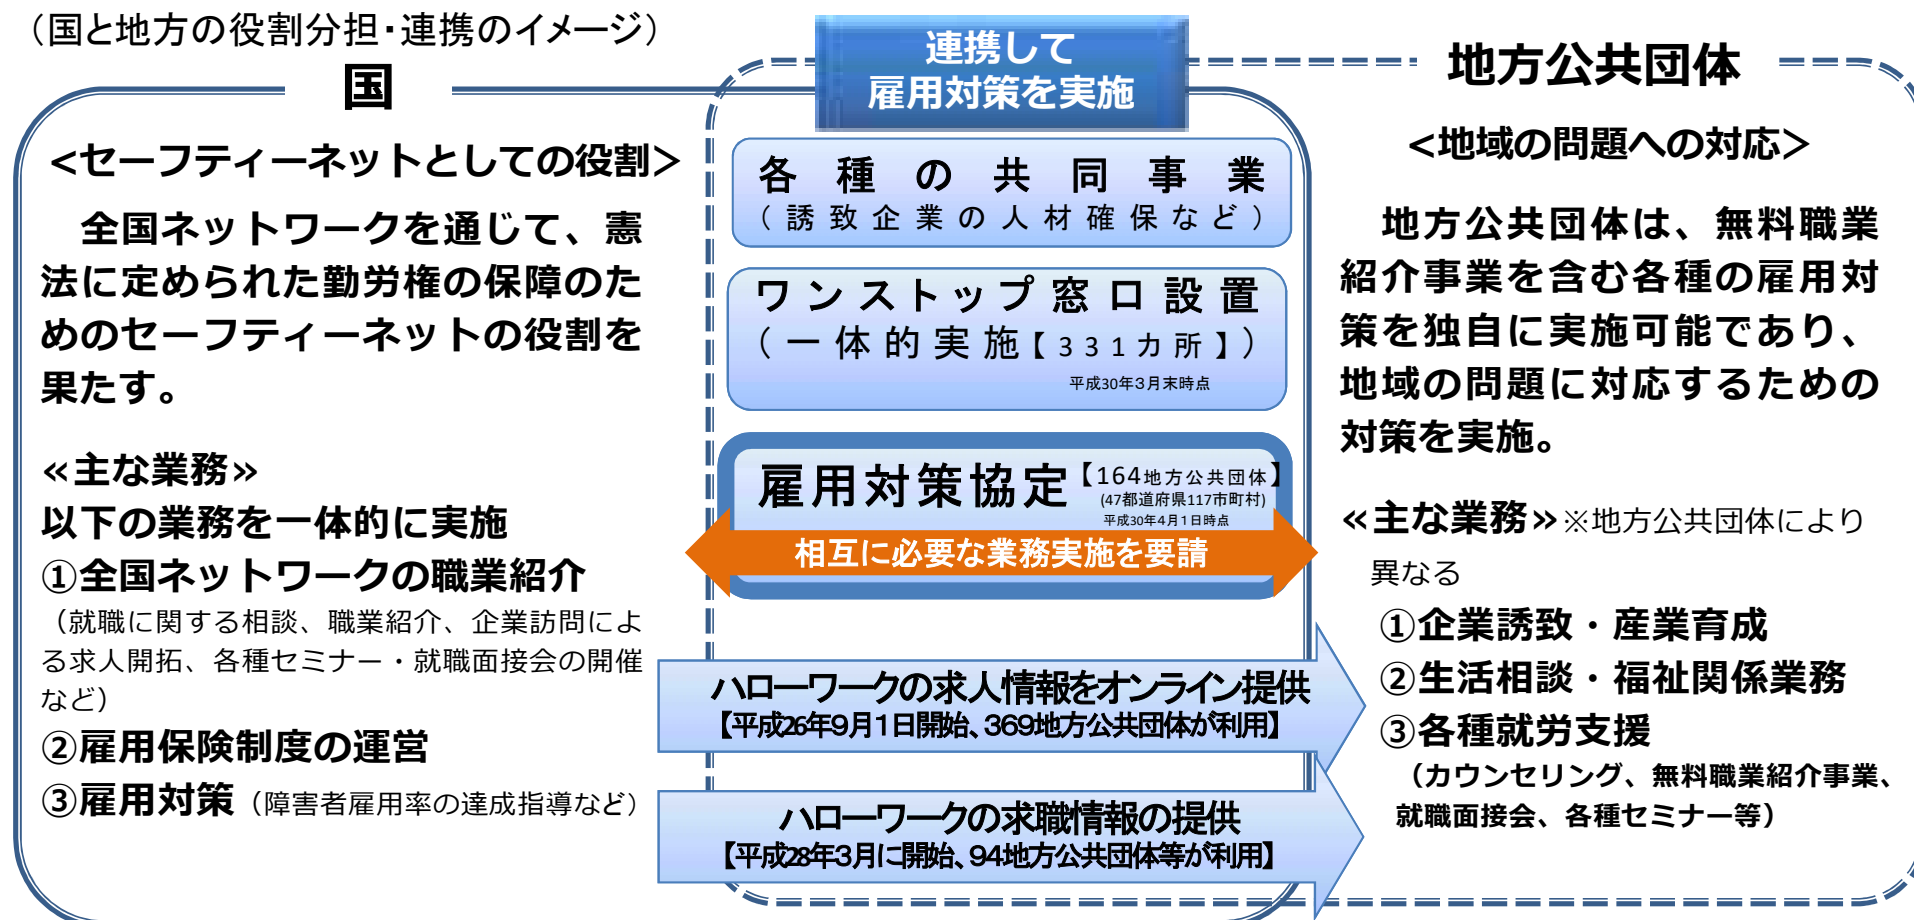 （国と地方の役割分担・連携のイメージ）
国
<セーフティーネットとしての役割>
全国ネットワークを通じて、憲
法に定められた勤労権の保障のた
めのセーフティーネットの役割を
果たす。
≪主な業務≫
以下の業務を一体的に実施
①全国ネットワークの職業紹介
（就職に関する相談、職業紹介、企業訪問によ
る求人開拓、各種セミナー・就職面接会の開催
など）
②雇用保険制度の運営
③雇用対策（障害者雇用率の達成指導など）
連携して
雇用対策を実施
各種の共同事業
（誘致企業の人材確保など）
ワンストップ窓口設置
（一体的実施【331カ所】）
平成30年３月末時点
雇用対策協定【164地方公共団体】
(47都道府県117市町村)
平成30年４月１日時点
相互に必要な業務実施を要請
ハローワークの求人情報をオンライン提供
【平成26年９月１日開始、369地方公共団体が利用】
ハローワークの求職情報の提供
【平成28年３月に開始、94地方公共団体等が利用】
地方公共団体
<地域の問題への対応>
地方公共団体は、無料職業
紹介事業を含む各種の雇用対
策を独自に実施可能であり、
地域の問題に対応するための
対策を実施。
≪主な業務≫※地方公共団体により
異なる
①企業誘致・産業育成
②生活相談・福祉関係業務
③各種就労支援
（カウンセリング、無料職業紹介事業、
就職面接会、各種セミナー等）